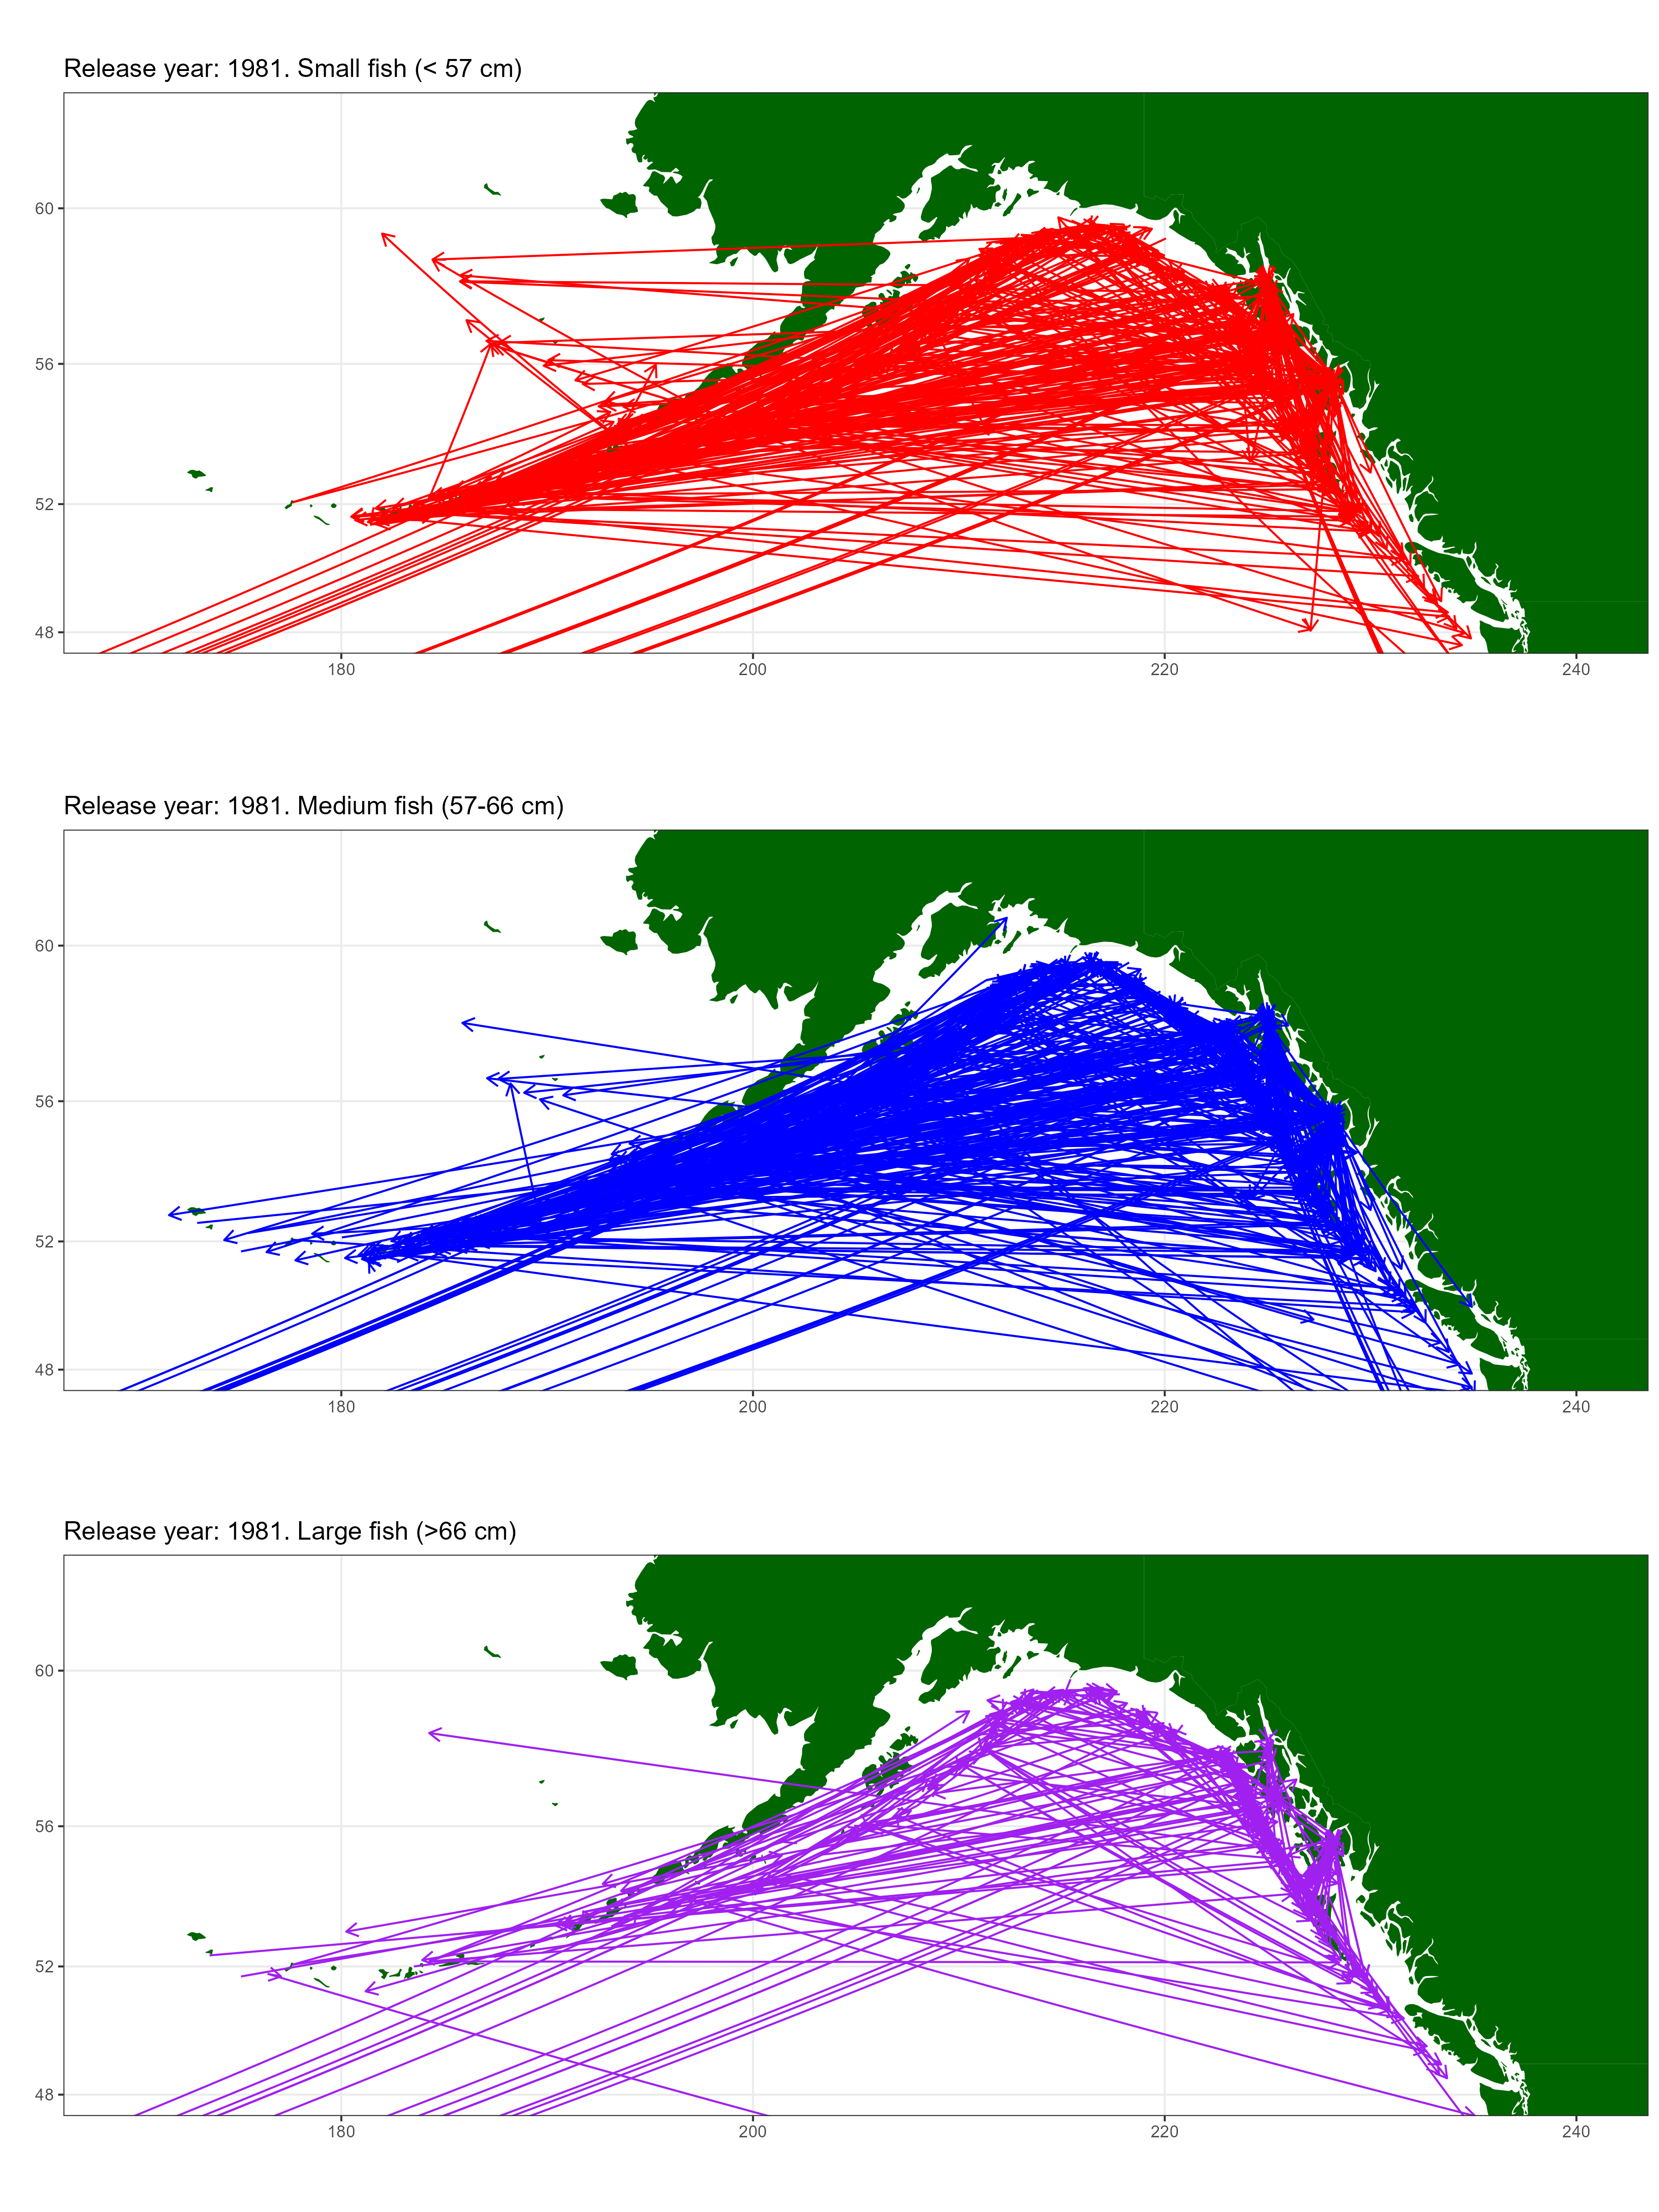 Release year: 1981. Small fish (< 57 cm)
60
56
52
48
180 200 220 240
Release year: 1981. Medium fish (57-66 cm)
60
56
52
48
180 200 220 240
Release year: 1981. Large fish (>66 cm)
60
56
52
48
180 200 220 240